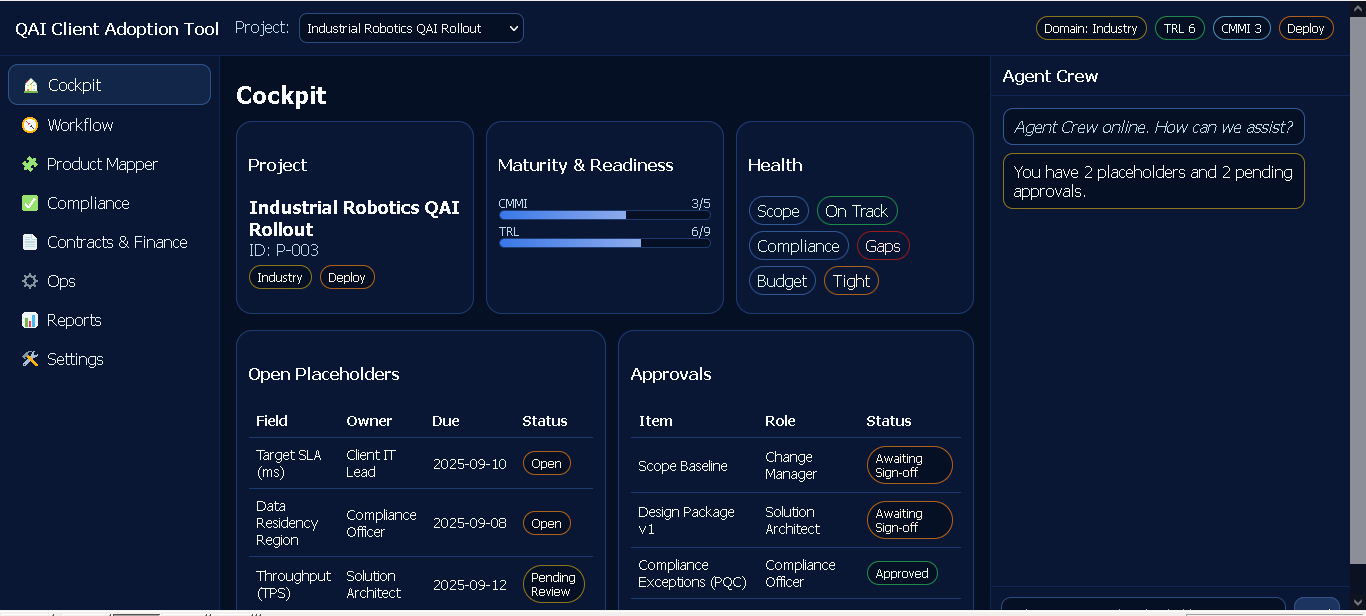 QAI Client Adoption Tool
Project:
Industrial Robotics QAI Rollout
Domain: Industry
TRL 6
CMMI 3
Deploy
Cockpit
Workflow
Product Mapper
Compliance
Contracts & Finance
Ops
Reports
Settings
Cockpit
Project
Industrial Robotics QAI
Rollout
ID: P-003
Industry
Deploy
Maturity & Readiness
CMMI 3/5
TRL 6/9
Health
Scope On Track
Compliance Gaps
Budget Tight
Open Placeholders
Field Owner Due Status
Target SLA
(ms)
Client IT
Lead
2025-09-10
Open
Data
Residency
Region
Compliance
Officer
2025-09-08
Open
Throughput
(TPS)
Solution
Architect
2025-09-12
Pending
Review
Approvals
Item Role Status
Scope Baseline
Change
Manager
Awaiting
Sign-off
Design Package
v1
Solution
Architect
Awaiting
Sign-off
Compliance
Exceptions (PQC)
Compliance
Officer
Approved
Agent Crew
Agent Crew online. How can we assist?
You have 2 placeholders and 2 pending
approvals.